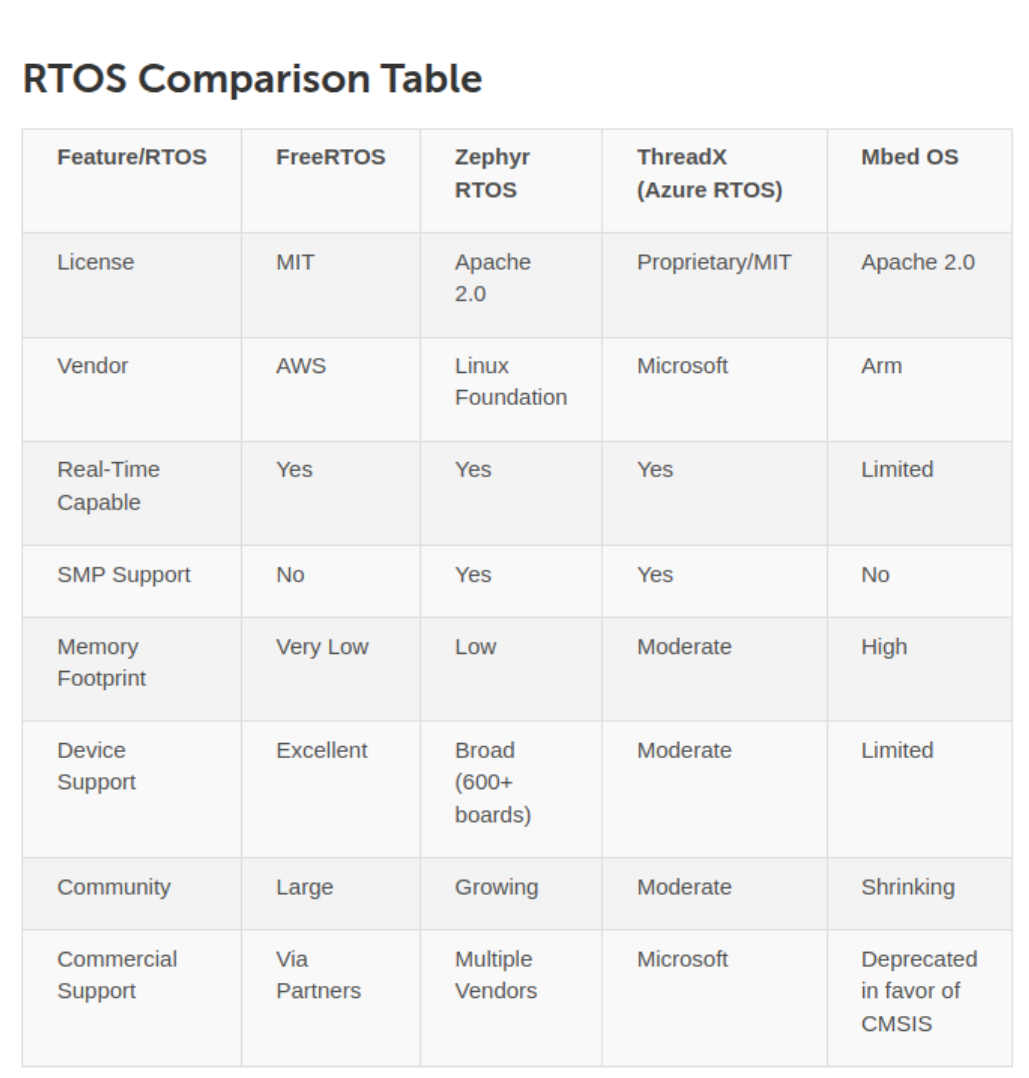 RTOS Comparison Table
Feature/RTOS
FreeRTOS
Zephyr
RTOS
ThreadX
(Azure RTOS)
Mbed OS
License
MIT
Apache
2.0
Proprietary/MIT
Apache 2.0
Vendor
AWS
Linux
Foundation
Microsoft
Arm
Real-Time
Capable
Yes
Yes
Yes
Limited
SMP Support
No
Yes
Yes
No
Memory
Footprint
Very Low
Low
Moderate
High
Device
Support
Excellent
Broad
(600+
boards)
Moderate
Limited
Community
Large
Growing
Moderate
Shrinking
Commercial
Support
Via
Partners
Multiple
Vendors
Microsoft
Deprecated
in favor of
CMSIS